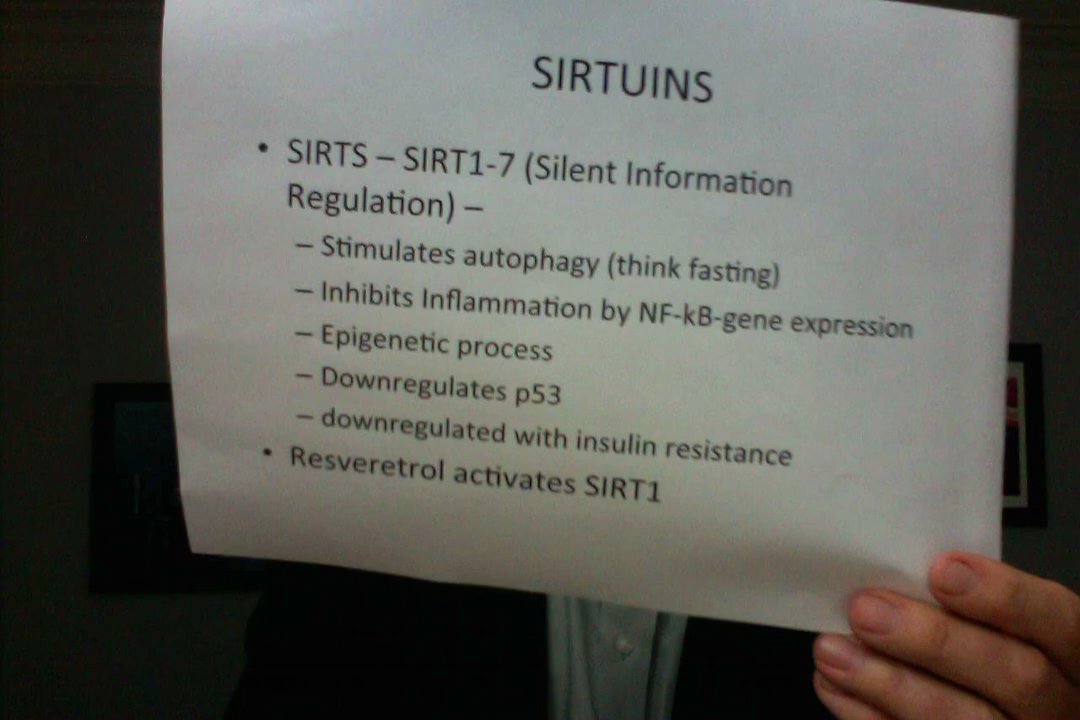 SIRTUINS
• SIRTS – SIRT1-7 (Silent Information
Regulation) –
– Stimulates autophagy (think fasting)
– Inhibits Inflammation by NF-kB-gene expression
– Epigenetic process
– Downregulates p53
– downregulated with insulin resistance
• Resveretrol activates SIRT1